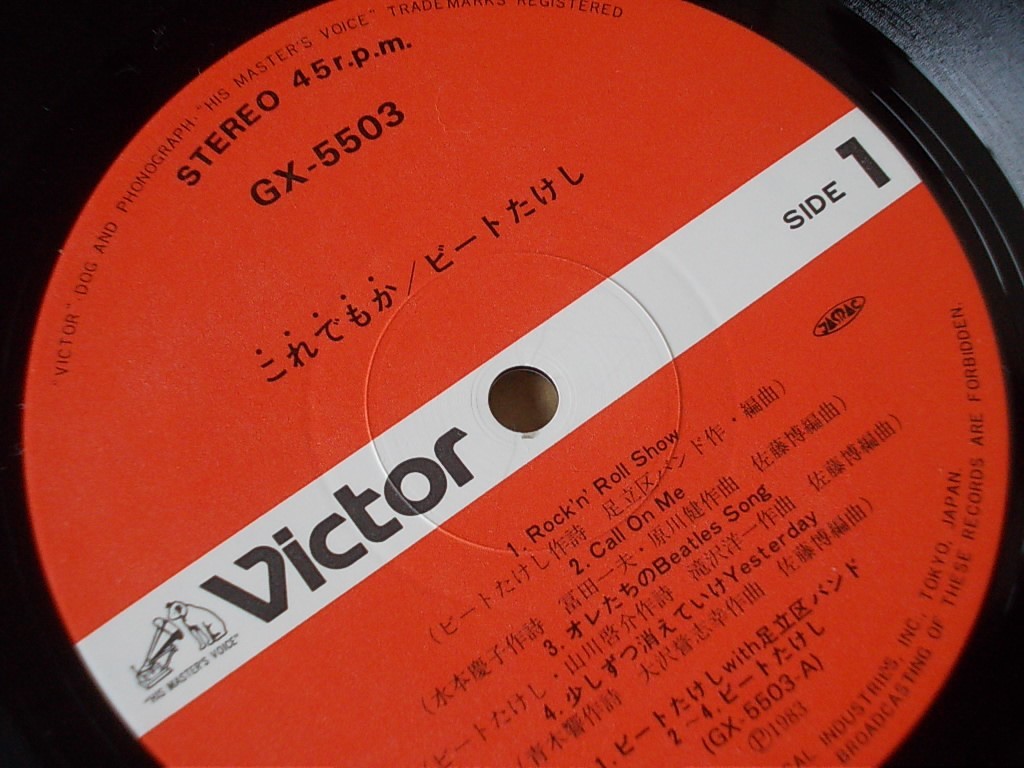 "VICTOR"·DOG AND PHONOGRAPH·"HIS MASTER'S VOICE" TRADEMARKS REGISTERED
STEREO 45 r.p.m.
GX-5503
これでもか/ビートたけし
SIDE 1
JAMAC
Victor
"HIS MASTER'S VOICE"
1. Rock'n' Roll Show
(ビートたけし作詩 足立区バンド作・編曲)
2. Call On Me
(水本慶子作詩 富田一夫・原川健作曲 佐藤博編曲)
3. オレたちのBeatles Song
ビートたけし・山川啓介作詩 滝沢洋一作曲 佐藤博編曲)
4. 少しずつ消えていけYesterday
(青木響作詩 大沢誉志幸作曲 佐藤博編曲)
1. ビートたけしwith足立区バンド
2~4. ビートたけし
(GX-5503-A)
Ⓟ1983
CAL INDUSTRIES, INC. TOKYO, JAPAN
BROADCASTING OF THESE RECORDS ARE FORBIDDEN.